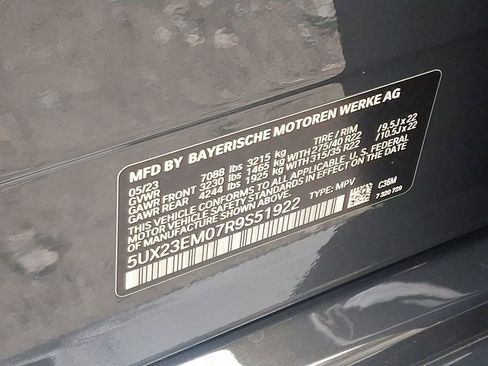 MFD BY BAYERISCHE MOTOREN WERKE AG
05/23 TIRE / RIM
GVWR 7088 lbs 3215 kg
GAWR FRONT 3230 lbs 1465 kg WITH 275/40 R22 /9.5J x 22
GAWR REAR 4244 lbs 1925 kg WITH 315/35 R22 /10.5J x 22
THIS VEHICLE CONFORMS TO ALL APPLICABLE U.S. FEDERAL
MOTOR VEHICLE SAFETY STANDARDS IN EFFECT ON THE DATE
OF MANUFACTURE SHOWN ABOVE.
5UX23EM07R9S51922 TYPE: MPV C36M
7 320 729